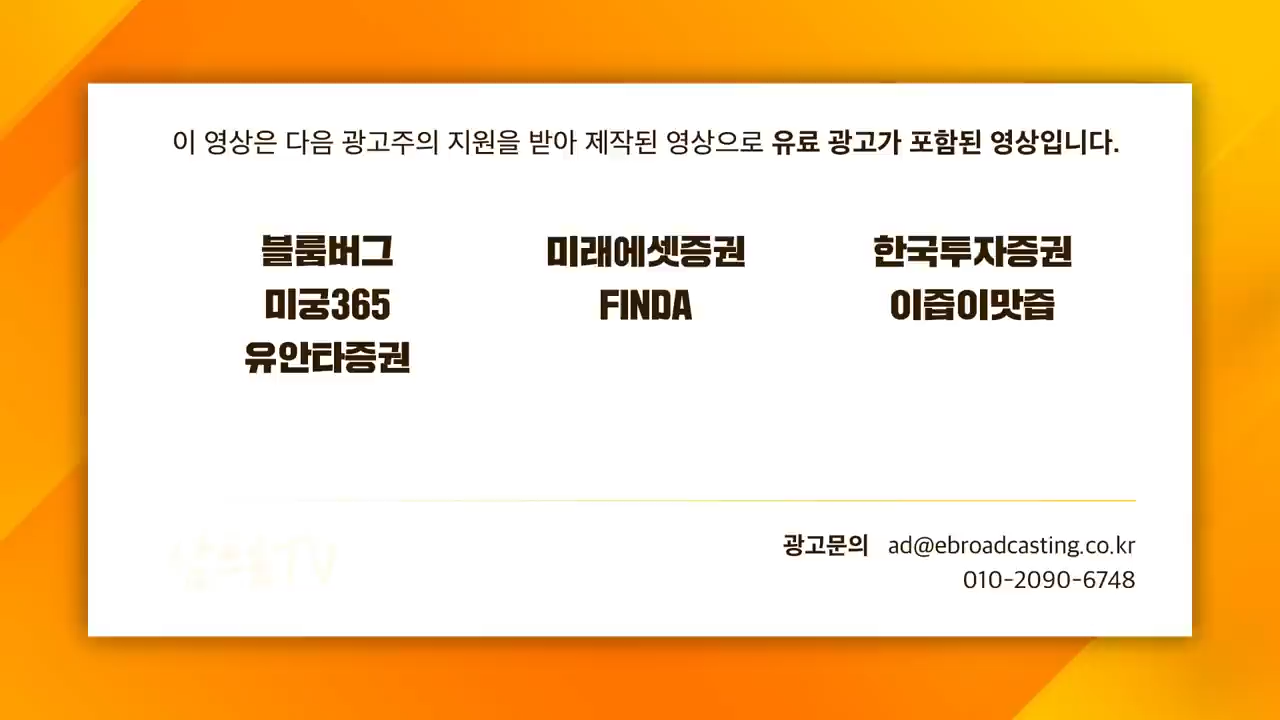 이 영상은 다음 광고주의 지원을 받아 제작된 영상으로 유료 광고가 포함된 영상입니다.
블룸버그 미래에셋증권 한국투자증권
미궁365 FINDA 이즙이맛즙
유안타증권
광고문의 ad@ebroadcasting.co.kr
010-2090-6748